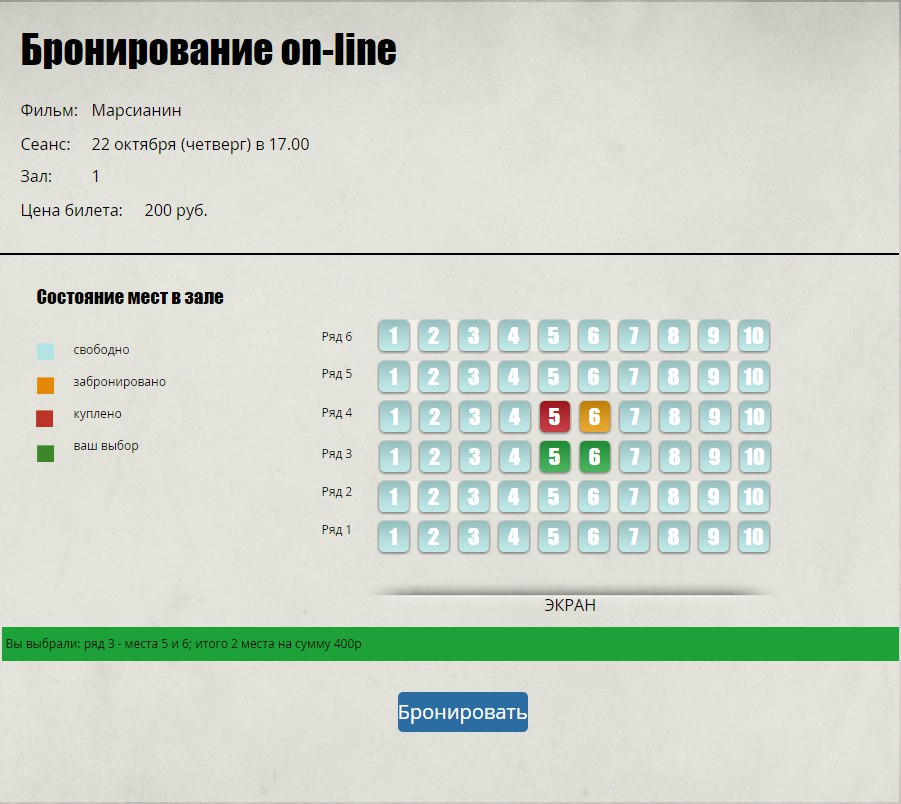 Бронирование on-line
Фильм: Марсианин
Сеанс: 22 октября (четверг) в 17.00
Зал: 1
Цена билета: 200 руб.
Состояние мест в зале
свободно
забронировано
куплено
ваш выбор
Ряд 6 1 2 3 4 5 6 7 8 9 10
Ряд 5 1 2 3 4 5 6 7 8 9 10
Ряд 4 1 2 3 4 5 6 7 8 9 10
Ряд 3 1 2 3 4 5 6 7 8 9 10
Ряд 2 1 2 3 4 5 6 7 8 9 10
Ряд 1 1 2 3 4 5 6 7 8 9 10
ЭКРАН
Вы выбрали: ряд 3 - места 5 и 6; итого 2 места на сумму 400р
Бронировать